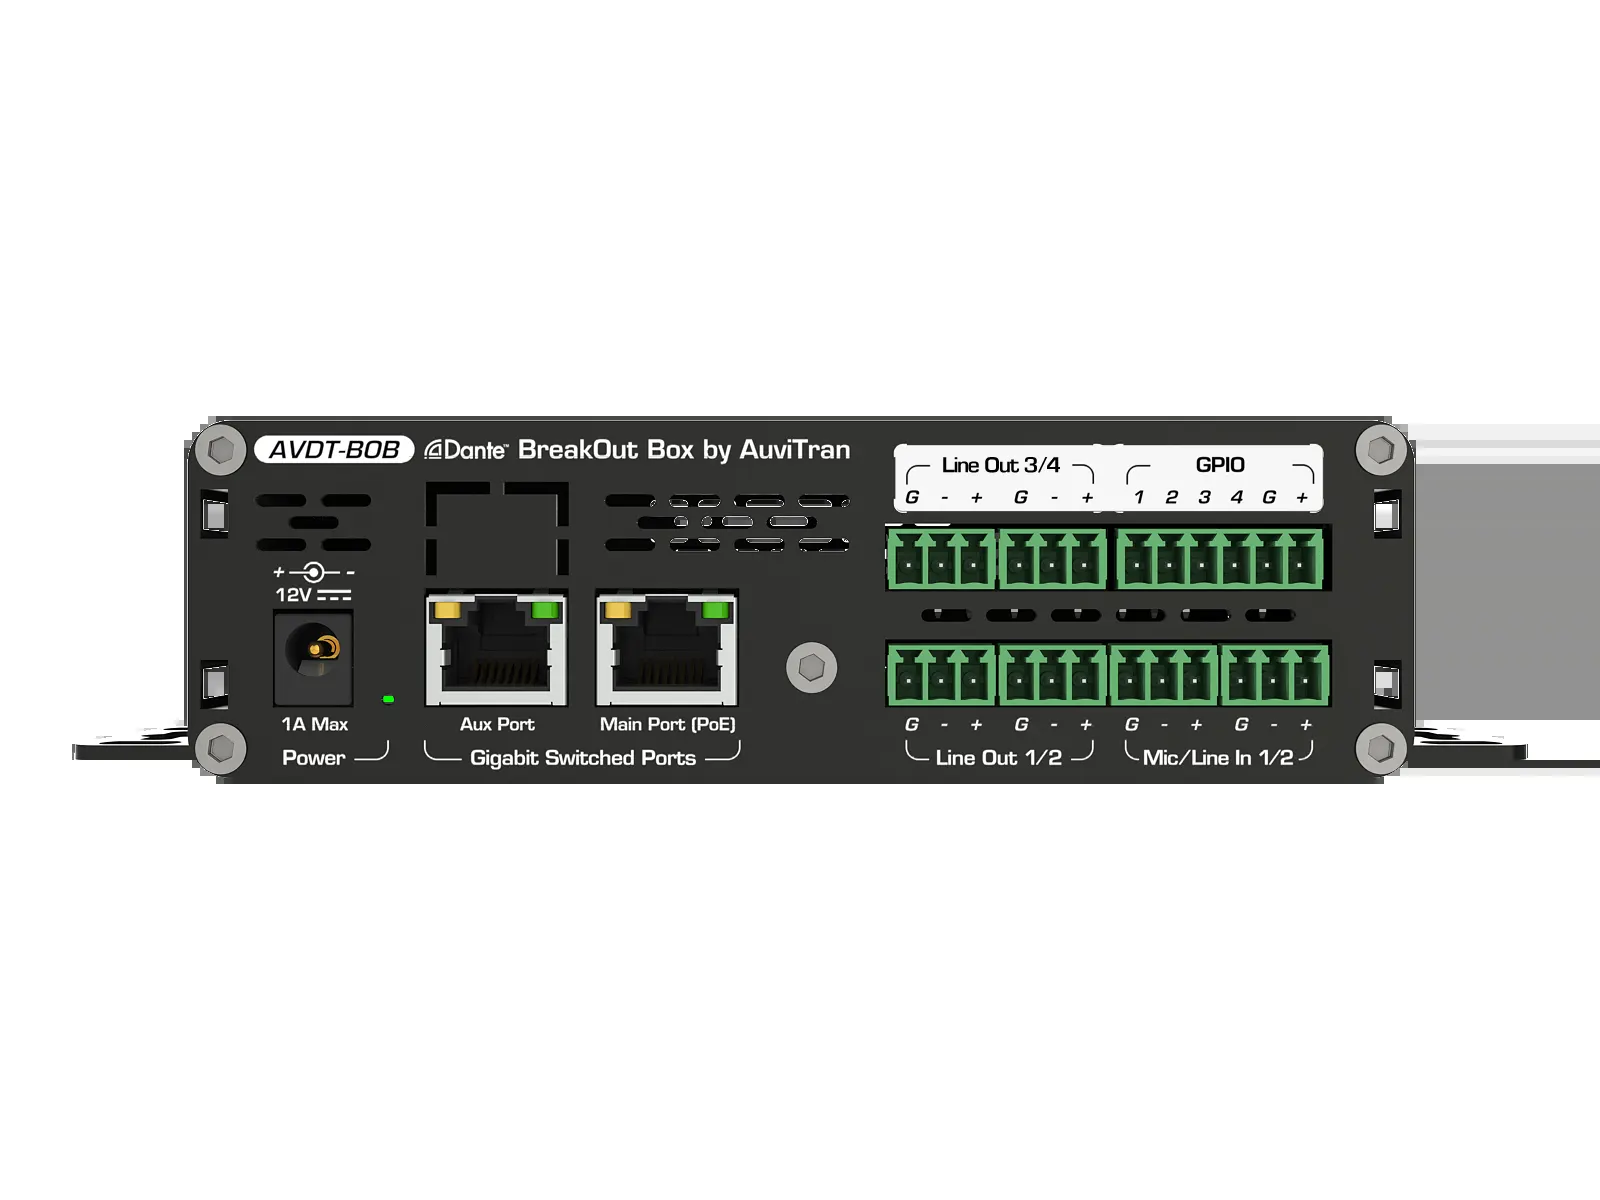 AVDT-BOB Dante™ BreakOut Box by AuviTran
Line Out 3/4 GPIO
G - + G - + 1 2 3 4 G +
+ -
12V
1A Max
Power
Aux Port Main Port (PoE)
Gigabit Switched Ports
G - + G - + G - + G - +
Line Out 1/2 Mic/Line In 1/2